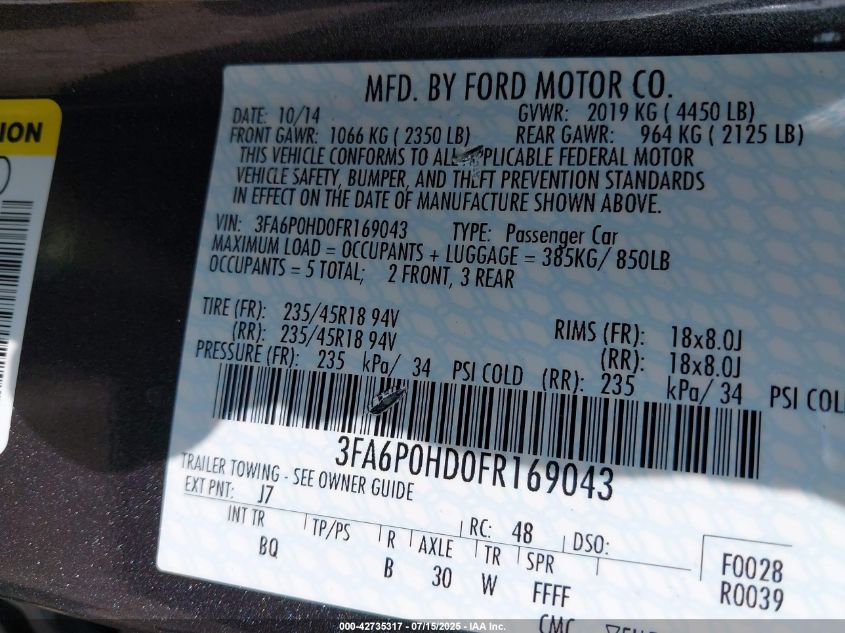 ION
MFD. BY FORD MOTOR CO.
DATE: 10/14 GVWR: 2019 KG ( 4450 LB)
FRONT GAWR: 1066 KG ( 2350 LB) REAR GAWR: 964 KG ( 2125 LB)
THIS VEHICLE CONFORMS TO ALL APPLICABLE FEDERAL MOTOR
VEHICLE SAFETY, BUMPER, AND THEFT PREVENTION STANDARDS
IN EFFECT ON THE DATE OF MANUFACTURE SHOWN ABOVE.
VIN: 3FA6P0HD0FR169043 TYPE: Passenger Car
MAXIMUM LOAD = OCCUPANTS + LUGGAGE = 385KG/ 850LB
OCCUPANTS = 5 TOTAL; 2 FRONT, 3 REAR
TIRE (FR): 235/45R18 94V RIMS (FR): 18x8.0J
(RR): 235/45R18 94V (RR): 18x8.0J
PRESSURE (FR): 235 kPa/ 34 PSI COLD (RR): 235 kPa/ 34 PSI COL
3FA6P0HD0FR169043
TRAILER TOWING - SEE OWNER GUIDE
EXT PNT: J7 RC: 48 DSO:
INT TR TP/PS R AXLE TR SPR F0028
BQ B 30 W FFFF R0039
CMC
000-42735317 - 07/15/2025 - IAA Inc.